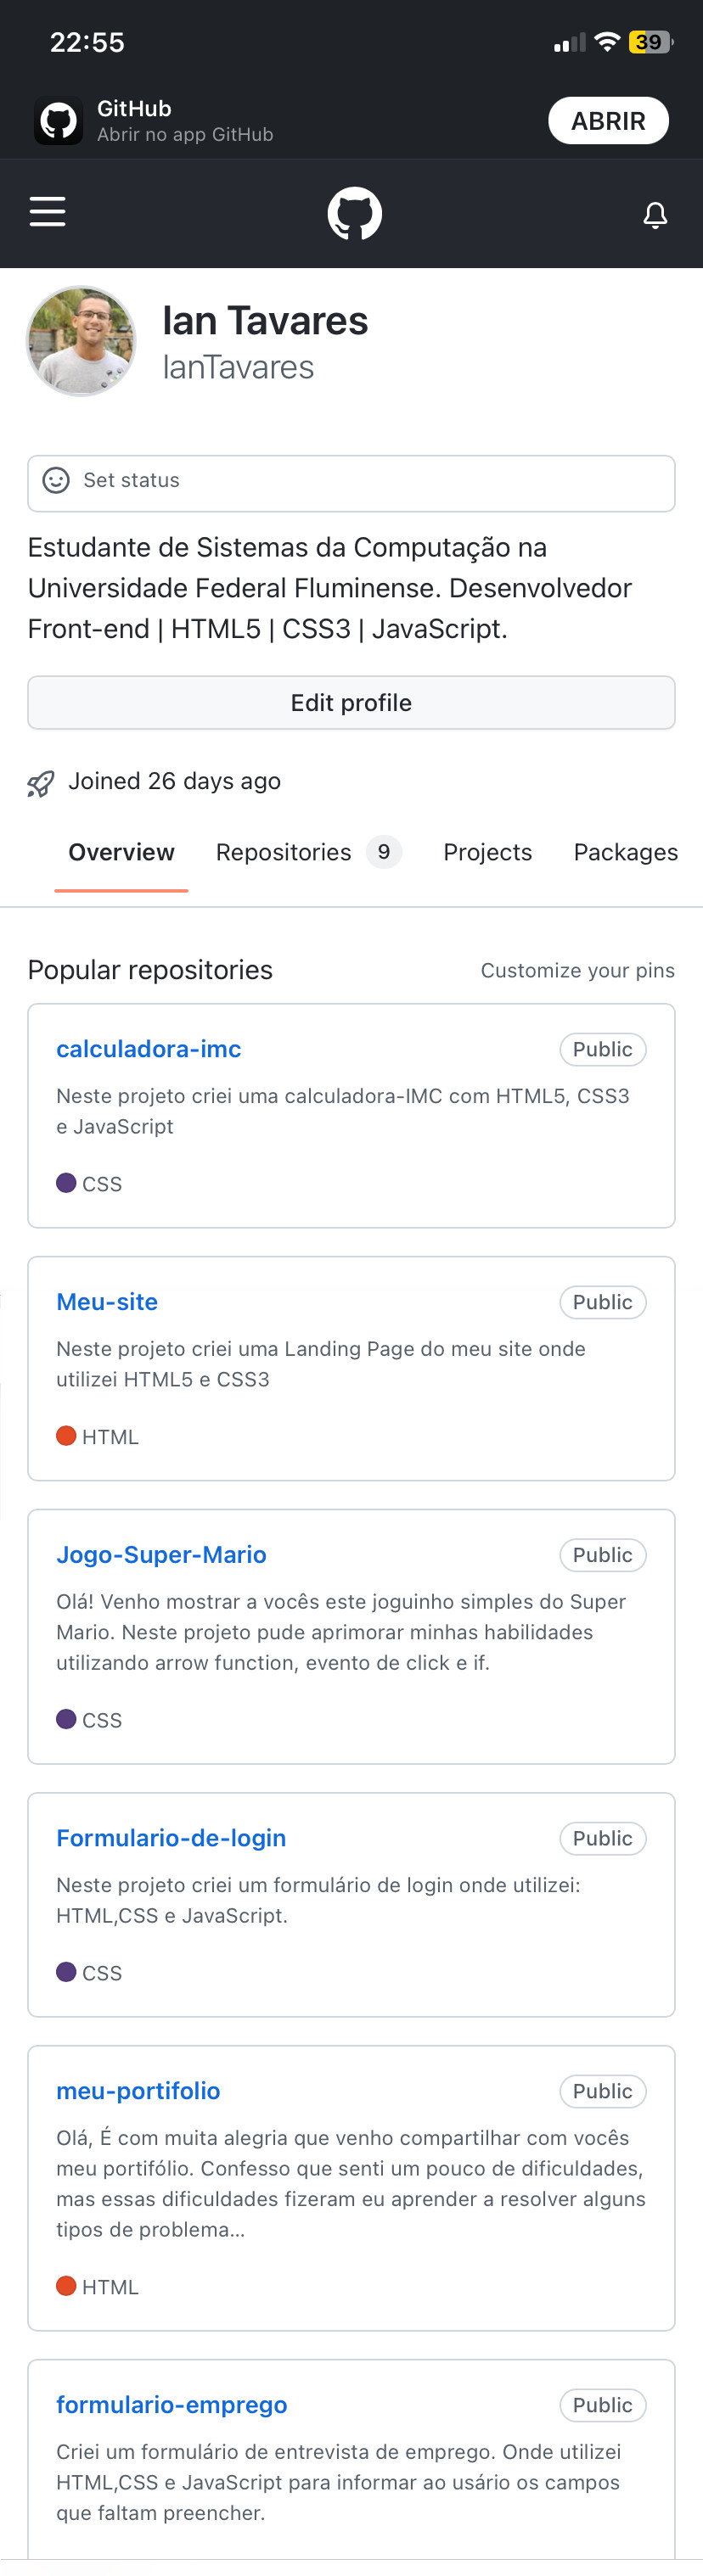 22:55
39
GitHub
Abrir no app GitHub
ABRIR
Ian Tavares
IanTavares
Set status
Estudante de Sistemas da Computação na
Universidade Federal Fluminense. Desenvolvedor
Front-end | HTML5 | CSS3 | JavaScript.
Edit profile
Joined 26 days ago
Overview Repositories 9 Projects Packages
Popular repositories Customize your pins
calculadora-imc Public
Neste projeto criei uma calculadora-IMC com HTML5, CSS3
e JavaScript
CSS
Meu-site Public
Neste projeto criei uma Landing Page do meu site onde
utilizei HTML5 e CSS3
HTML
Jogo-Super-Mario Public
Olá! Venho mostrar a vocês este joguinho simples do Super
Mario. Neste projeto pude aprimorar minhas habilidades
utilizando arrow function, evento de click e if.
CSS
Formulario-de-login Public
Neste projeto criei um formulário de login onde utilizei:
HTML,CSS e JavaScript.
CSS
meu-portifolio Public
Olá, É com muita alegria que venho compartilhar com vocês
meu portifólio. Confesso que senti um pouco de dificuldades,
mas essas dificuldades fizeram eu aprender a resolver alguns
tipos de problema...
HTML
formulario-emprego Public
Criei um formulário de entrevista de emprego. Onde utilizei
HTML,CSS e JavaScript para informar ao usário os campos
que faltam preencher.